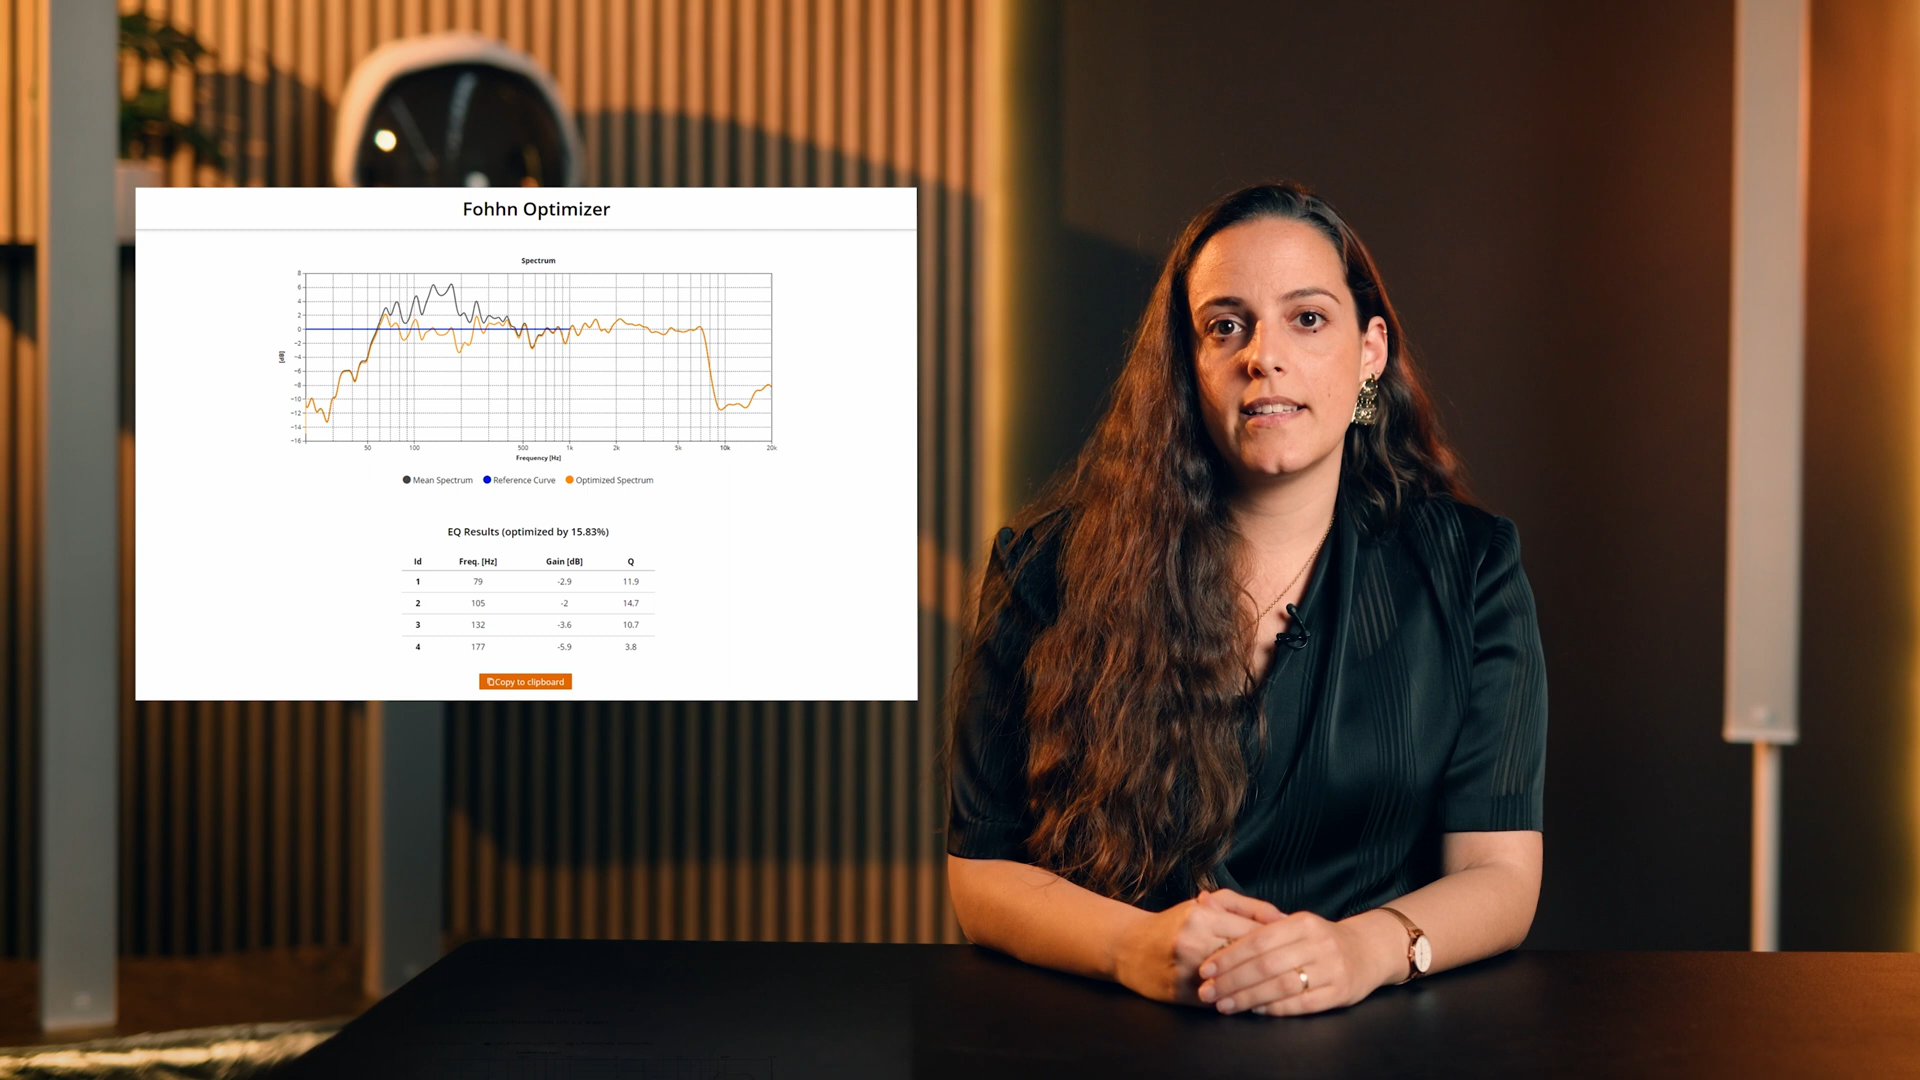 Fohhn Optimizer
Spectrum
8
6
4
2
0
−2
−4
−6
−8
−10
−12
−14
−16
[dB]
50 100 500 1k 2k 5k 10k 20k
Frequency [Hz]
Mean Spectrum Reference Curve Optimized Spectrum
EQ Results (optimized by 15.83%)
Id Freq. [Hz] Gain [dB] Q
1 79 -2.9 11.9
2 105 -2 14.7
3 132 -3.6 10.7
4 177 -5.9 3.8
Copy to clipboard